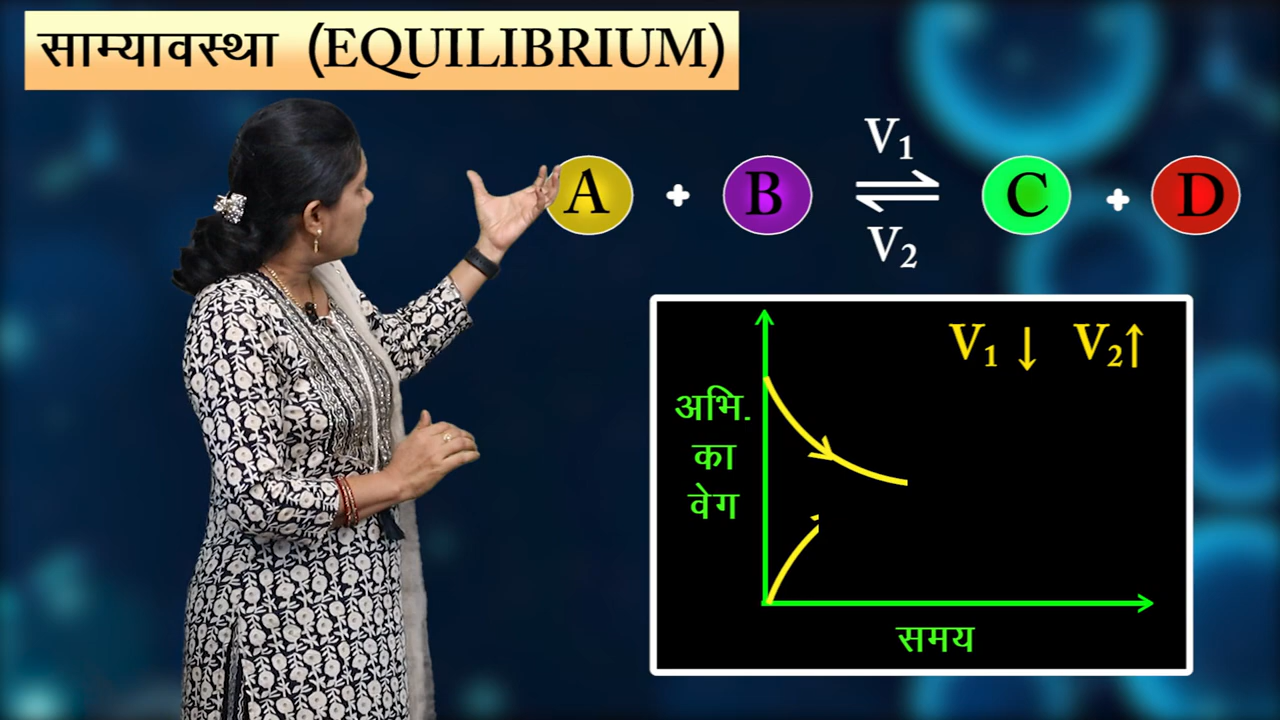 साम्यावस्था (EQUILIBRIUM)
V₁
A + B ⇌ C + D
V₂
V₁ ↓ V₂↑
अभि.
का
वेग
समय